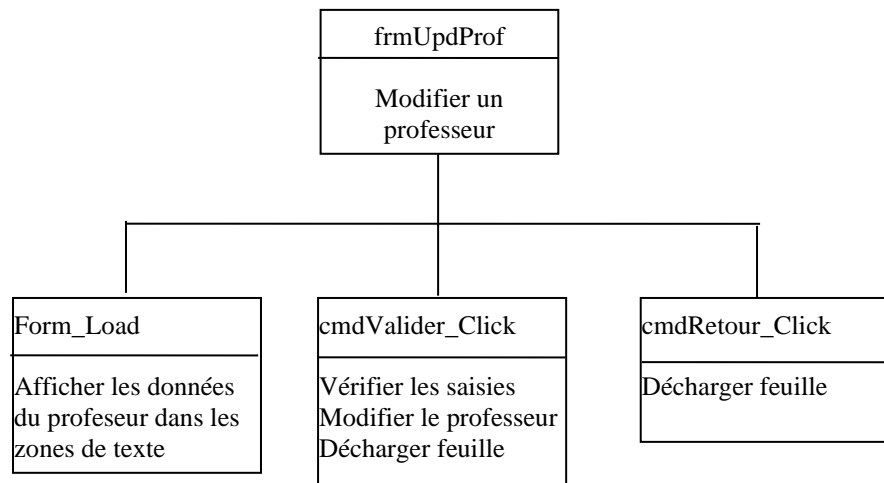 frmUpdProf
Modifier un
professeur
Form_Load
Afficher les données
du profeseur dans les
zones de texte
cmdValider_Click
Vérifier les saisies
Modifier le professeur
Décharger feuille
cmdRetour_Click
Décharger feuille